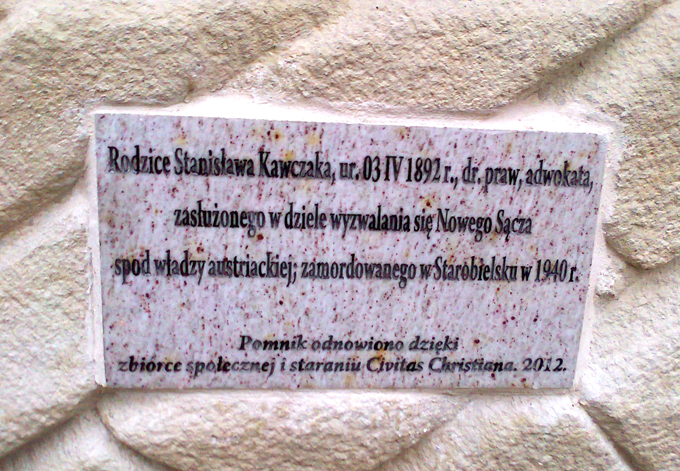 Rodzice Stanisława Kawczaka, ur. 03 IV 1892 r., dr. praw, adwokata,
zasłużonego w dziele wyzwalania się Nowego Sącza
spod władzy austriackiej; zamordowanego w Starobielsku w 1940 r.
Pomnik odnowiono dzięki
zbiórce społecznej i staraniu Civitas Christiana. 2012.